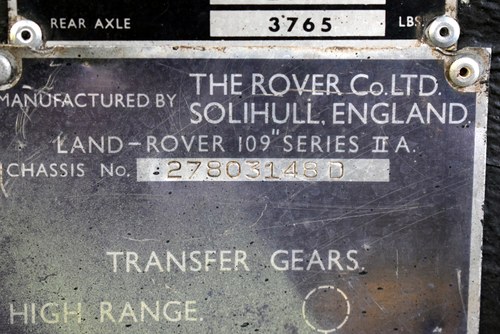 REAR AXLE 3765 LBS.
MANUFACTURED BY THE ROVER Co. LTD.
SOLIHULL, ENGLAND.
LAND-ROVER 109" SERIES II A.
CHASSIS No. 27803148 D
TRANSFER GEARS.
HIGH RANGE.